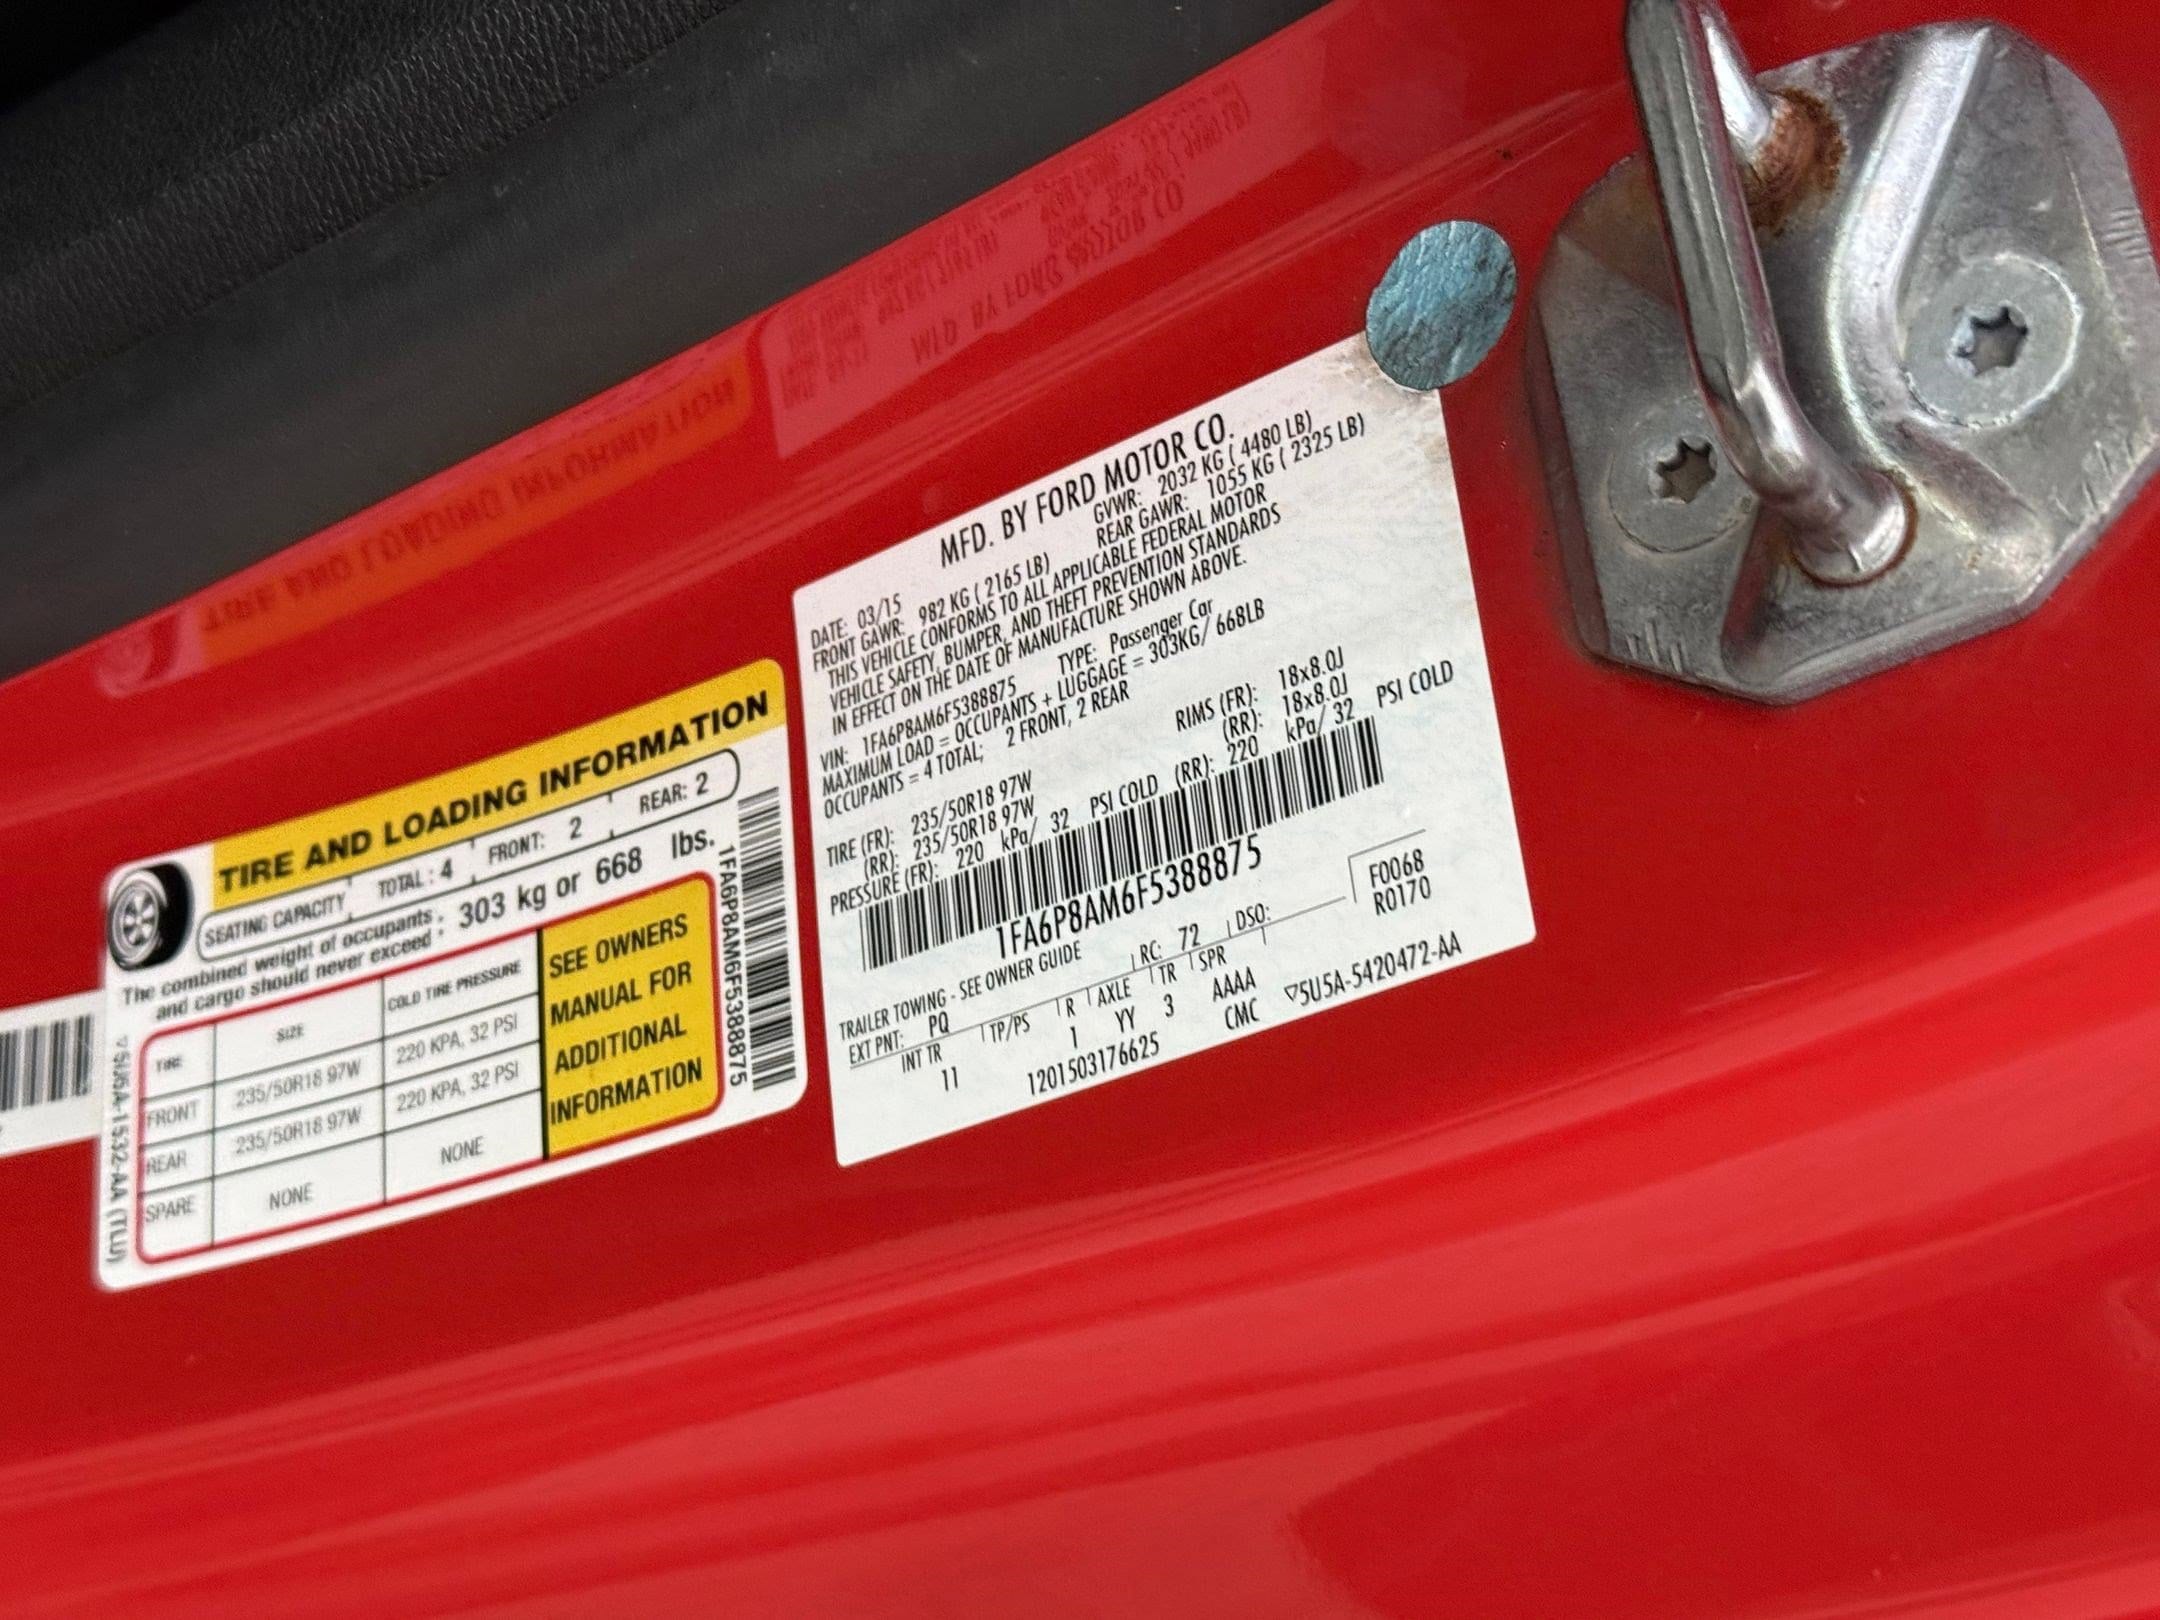 TIRE AND LOADING INFORMATION
SEATING CAPACITY TOTAL: 4 FRONT: 2 REAR: 2
The combined weight of occupants
and cargo should never exceed: 303 kg or 668 lbs.
TIRE SIZE COLD TIRE PRESSURE
FRONT 235/50R18 97W 220 KPA, 32 PSI
REAR 235/50R18 97W 220 KPA, 32 PSI
SPARE NONE NONE
SEE OWNERS
MANUAL FOR
ADDITIONAL
INFORMATION
1FA6P8AM6F5388875
5U5A-1532-AA (TLU)
MFD. BY FORD MOTOR CO.
DATE: 03/15 GVWR: 2032 KG ( 4480 LB)
FRONT GAWR: 982 KG ( 2165 LB) REAR GAWR: 1055 KG ( 2325 LB)
THIS VEHICLE CONFORMS TO ALL APPLICABLE FEDERAL MOTOR
VEHICLE SAFETY, BUMPER, AND THEFT PREVENTION STANDARDS
IN EFFECT ON THE DATE OF MANUFACTURE SHOWN ABOVE.
VIN: 1FA6P8AM6F5388875 TYPE: Passenger Car
MAXIMUM LOAD = OCCUPANTS + LUGGAGE = 303KG/ 668LB
OCCUPANTS = 4 TOTAL; 2 FRONT, 2 REAR
TIRE (FR): 235/50R18 97W RIMS (FR): 18x8.0J
(RR): 235/50R18 97W (RR): 18x8.0J
PRESSURE (FR): 220 kPa/ 32 PSI COLD (RR): 220 kPa/ 32 PSI COLD
1FA6P8AM6F5388875
F0068
R0170
TRAILER TOWING - SEE OWNER GUIDE
EXT PNT: PQ RC: 72 DSO:
INT TR TP/PS R AXLE TR SPR
11 1 YY 3 AAAA
1201503176625 CMC
5U5A-5420472-AA